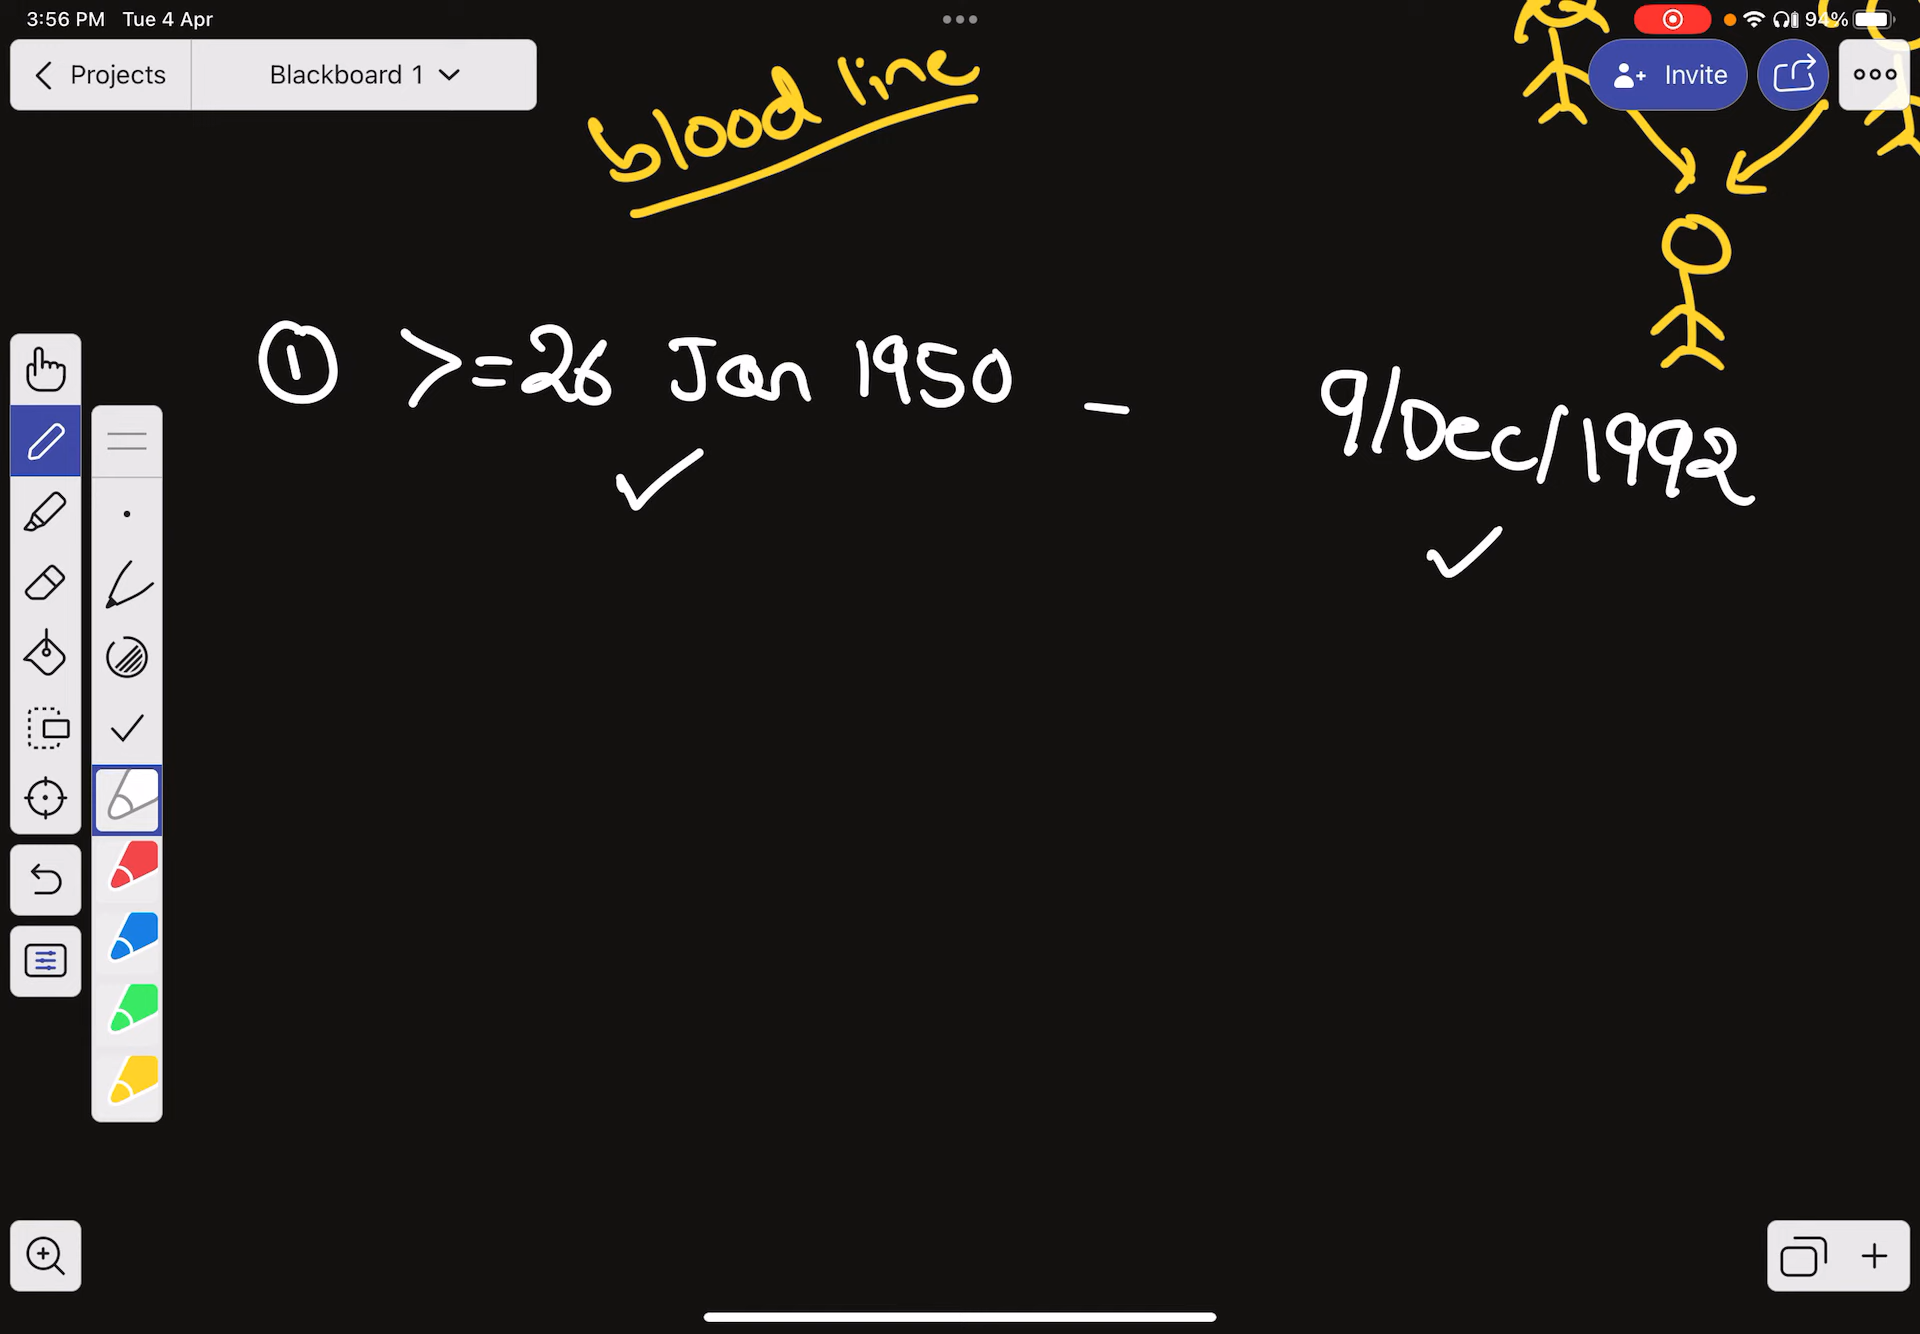 3:56 PM Tue 4 Apr
94%
Projects
Blackboard 1
Invite
blood line
1 >= 26 Jan 1950 - 9/Dec/1992